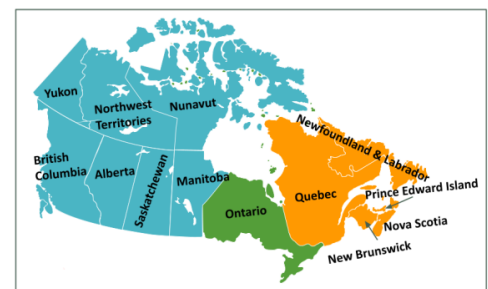 Yukon
Northwest
Territories
Nunavut
British
Columbia
Alberta
Saskatchewan
Manitoba
Ontario
Quebec
Newfoundland & Labrador
Prince Edward Island
Nova Scotia
New Brunswick